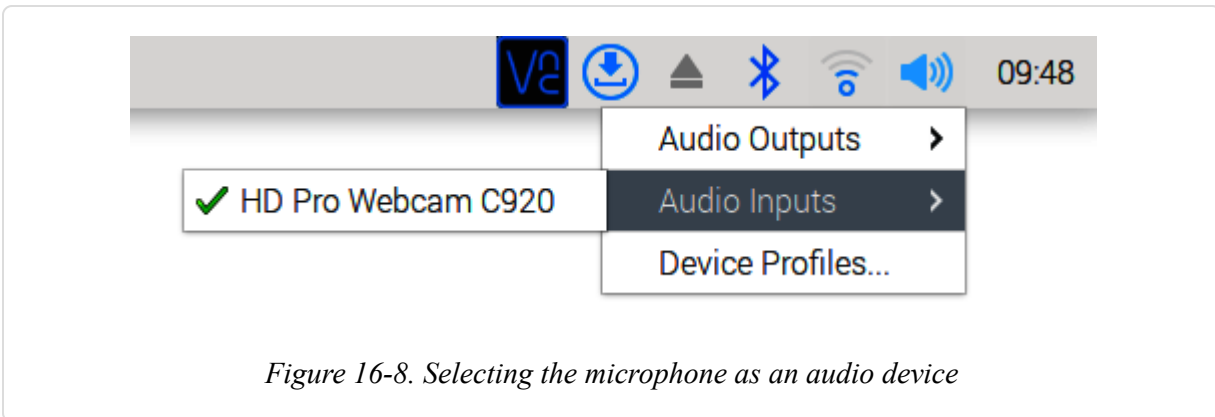 VNC 09:48
Audio Outputs
HD Pro Webcam C920 Audio Inputs
Device Profiles...
Figure 16-8. Selecting the microphone as an audio device